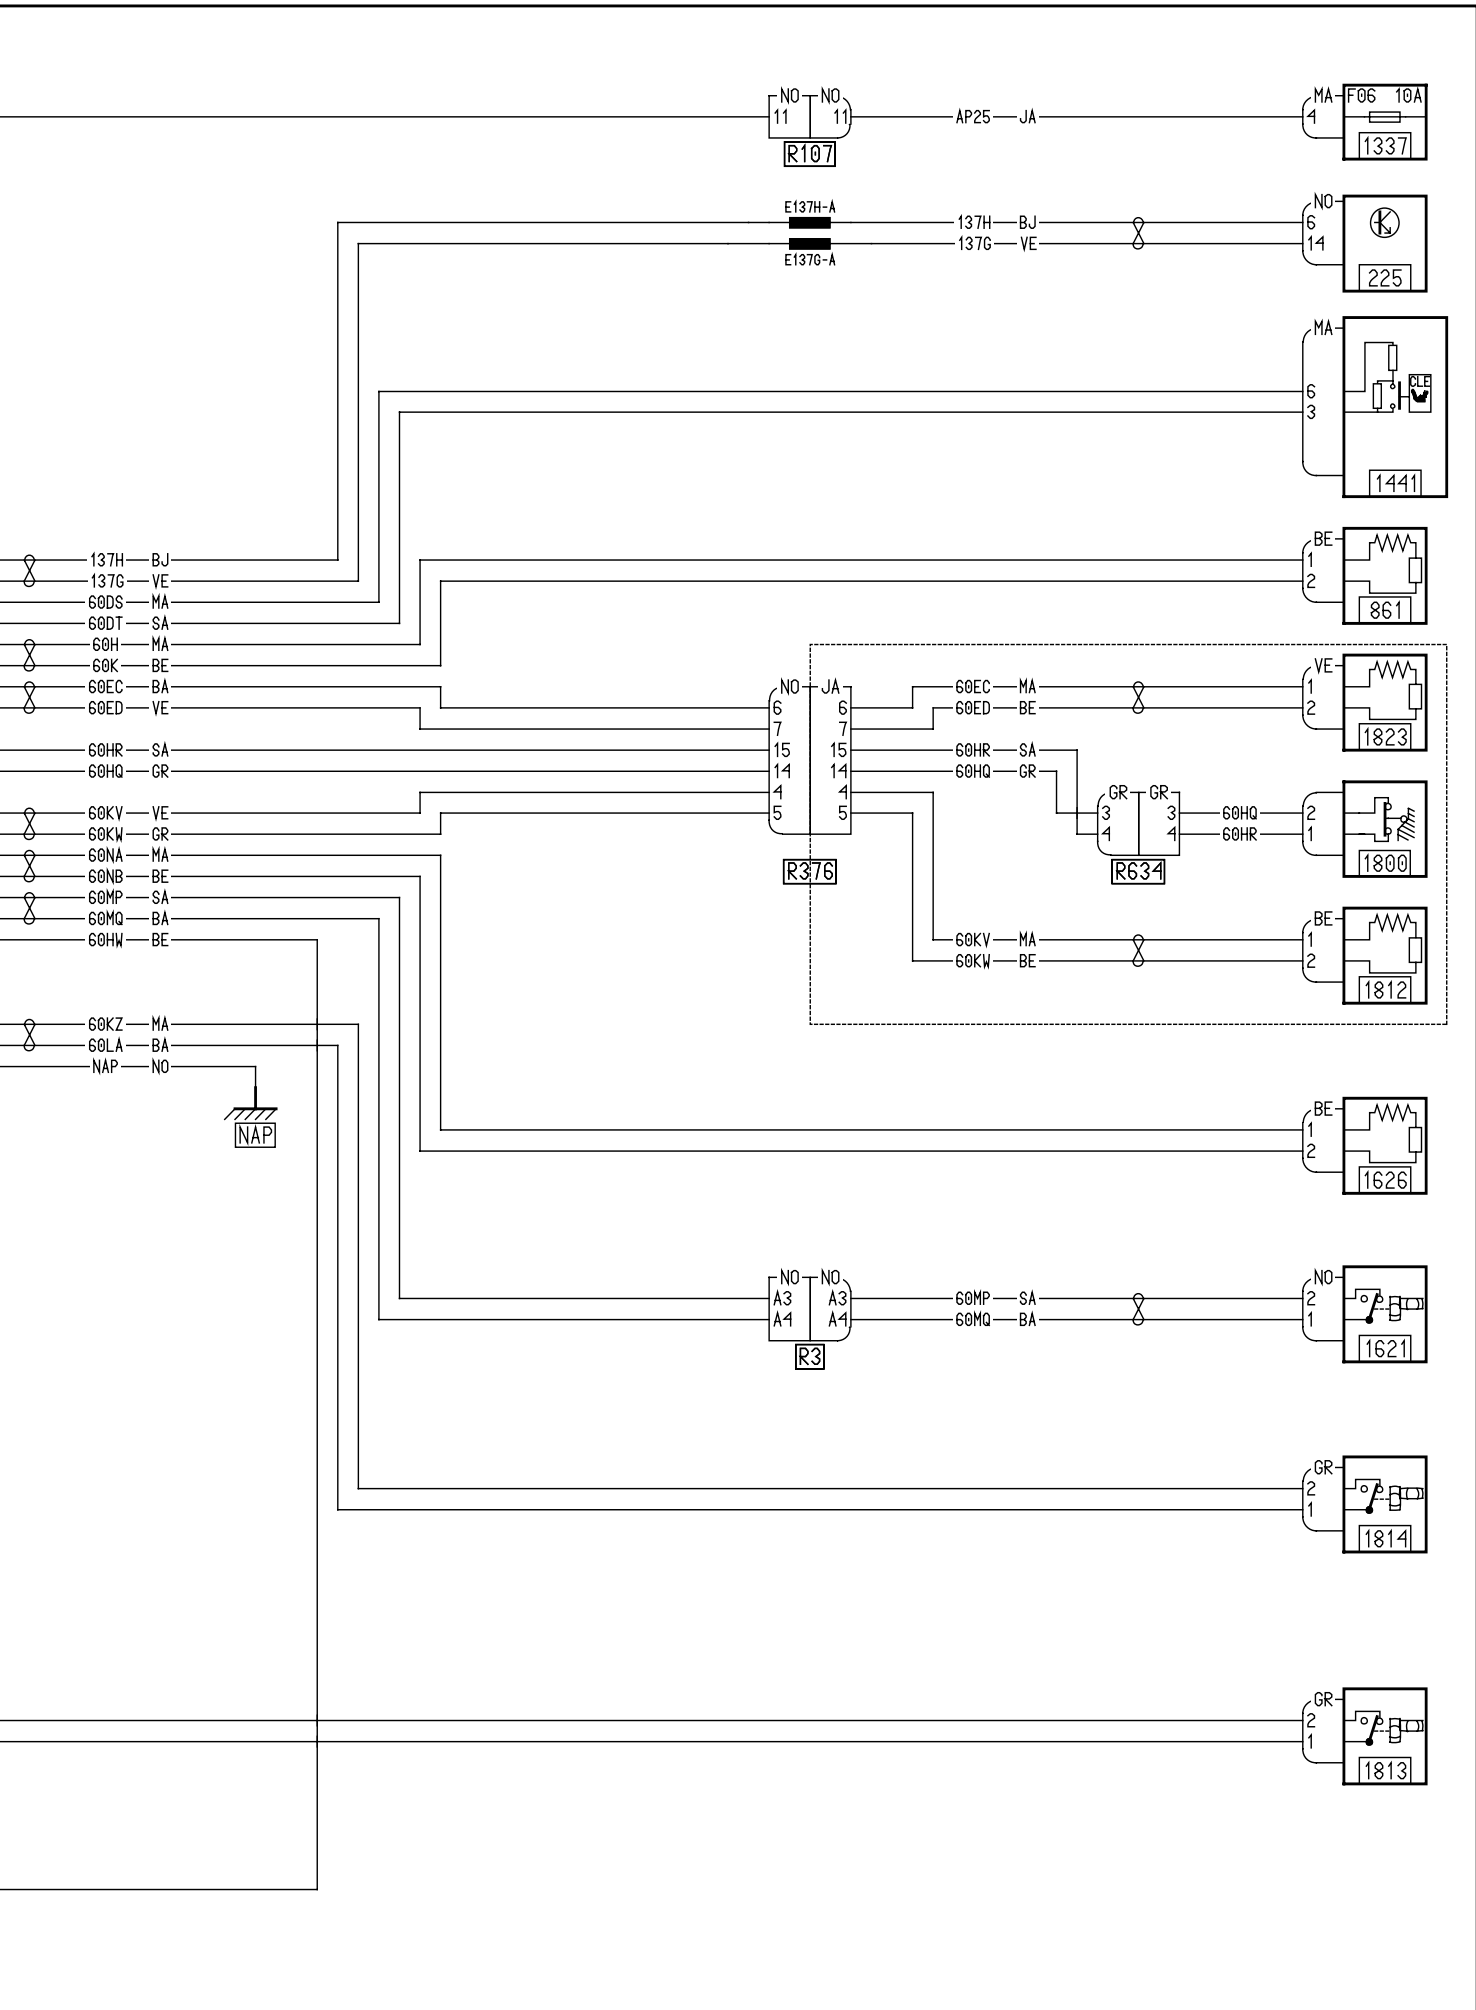 NO NO MA F06 10A
11 11 AP25 JA 4
R107 1337
E137H-A NO
137H BJ 6
137G VE 14
E137G-A
225
MA
CLE
6
3
1441
BE
137H BJ 1
137G VE 2
60DS MA 861
60DT SA
60H MA
60K BE VE
60EC BA NO JA 60EC MA 1
60ED VE 6 6 60ED BE 2
7 7 1823
60HR SA 15 15 60HR SA
60HQ GR 14 14 60HQ GR
4 4 GR GR
60KV VE 5 5 3 3 60HQ 2
60KW GR 4 4 60HR 1
60NA MA 1800
60NB BE R376 R634
60MP SA
60MQ BA BE
60HW BE 60KV MA 1
60KW BE 2
1812
60KZ MA
60LA BA
NAP NO
BE
NAP 1
2
1626
NO NO NO
A3 A3 60MP SA 2
A4 A4 60MQ BA 1
R3 1621
GR
2
1
1814
GR
2
1
1813